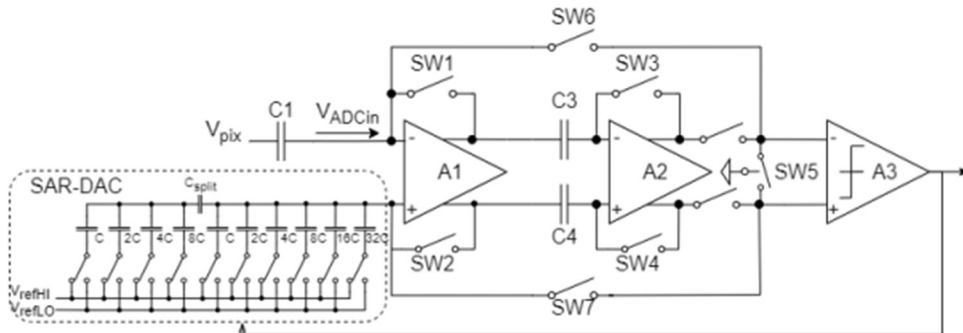 SW6
SW1
SW3
C1
V_ADCin
C3
V_pix
-
-
-
A1
A2
SW5
A3
SAR-DAC
C_split
+
+
+
C 2C 4C 8C C 2C 4C 8C 16C 32C
C4
SW2
SW4
V_refHI
V_refLO
SW7